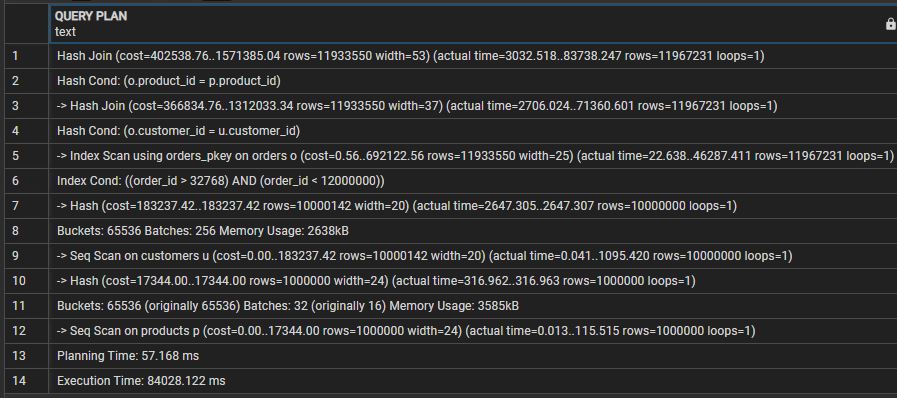 QUERY PLAN
text
1 Hash Join (cost=402538.76..1571385.04 rows=11933550 width=53) (actual time=3032.518..83738.247 rows=11967231 loops=1)
2 Hash Cond: (o.product_id = p.product_id)
3 -> Hash Join (cost=366834.76..1312033.34 rows=11933550 width=37) (actual time=2706.024..71360.601 rows=11967231 loops=1)
4 Hash Cond: (o.customer_id = u.customer_id)
5 -> Index Scan using orders_pkey on orders o (cost=0.56..692122.56 rows=11933550 width=25) (actual time=22.638..46287.411 rows=11967231 loops=1)
6 Index Cond: ((order_id > 32768) AND (order_id < 12000000))
7 -> Hash (cost=183237.42..183237.42 rows=10000142 width=20) (actual time=2647.305..2647.307 rows=10000000 loops=1)
8 Buckets: 65536 Batches: 256 Memory Usage: 2638kB
9 -> Seq Scan on customers u (cost=0.00..183237.42 rows=10000142 width=20) (actual time=0.041..1095.420 rows=10000000 loops=1)
10 -> Hash (cost=17344.00..17344.00 rows=1000000 width=24) (actual time=316.962..316.963 rows=1000000 loops=1)
11 Buckets: 65536 (originally 65536) Batches: 32 (originally 16) Memory Usage: 3585kB
12 -> Seq Scan on products p (cost=0.00..17344.00 rows=1000000 width=24) (actual time=0.013..115.515 rows=1000000 loops=1)
13 Planning Time: 57.168 ms
14 Execution Time: 84028.122 ms